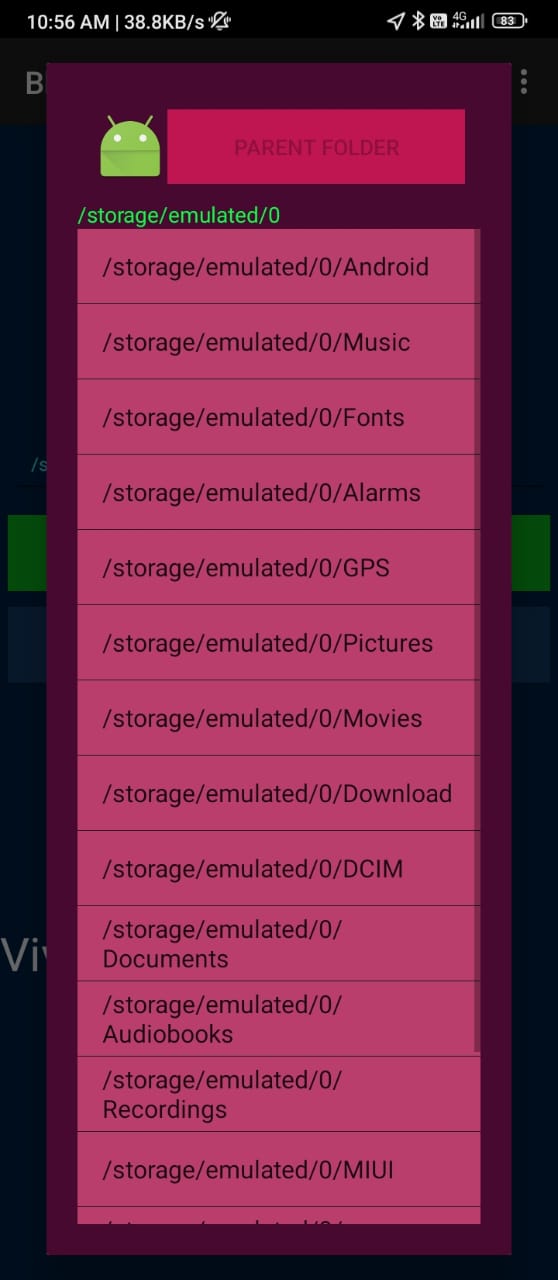 10:56 AM | 38.8KB/s
Vo LTE
4G
83
B
PARENT FOLDER
/storage/emulated/0
/storage/emulated/0/Android
/storage/emulated/0/Music
/storage/emulated/0/Fonts
/storage/emulated/0/Alarms
/s
/storage/emulated/0/GPS
/storage/emulated/0/Pictures
/storage/emulated/0/Movies
/storage/emulated/0/Download
/storage/emulated/0/DCIM
/storage/emulated/0/
Documents
Vi
/storage/emulated/0/
Audiobooks
/storage/emulated/0/
Recordings
/storage/emulated/0/MIUI